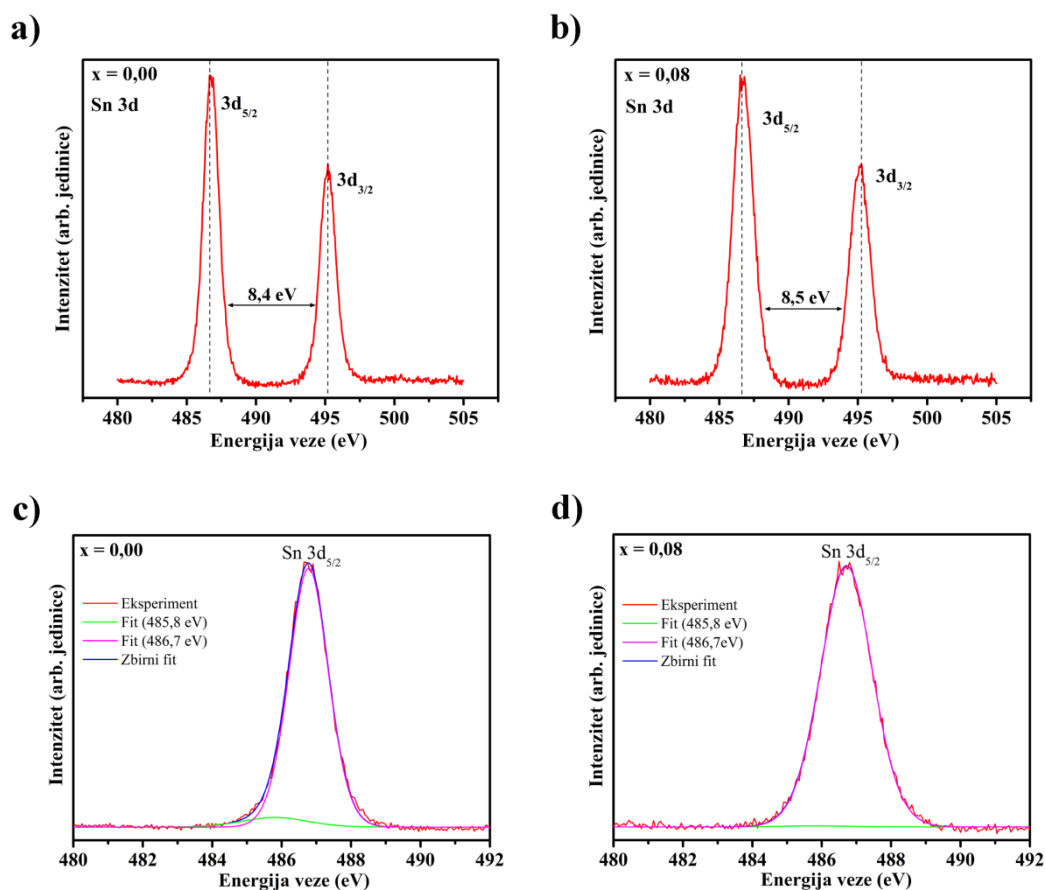 a)
x = 0,00
Sn 3d
3d5/2
3d3/2
8,4 eV
Intenzitet (arb. jedinice)
480 485 490 495 500 505
Energija veze (eV)
b)
x = 0,08
Sn 3d
3d5/2
3d3/2
8,5 eV
Intenzitet (arb. jedinice)
480 485 490 495 500 505
Energija veze (eV)
c)
x = 0,00
Sn 3d5/2
Eksperiment
Fit (485,8 eV)
Fit (486,7 eV)
Zbirni fit
Intenzitet (arb. jedinice)
480 482 484 486 488 490 492
Energija veze (eV)
d)
x = 0,08
Sn 3d5/2
Eksperiment
Fit (485,8 eV)
Fit (486,7eV)
Zbirni fit
Intenzitet (arb. jedinice)
480 482 484 486 488 490 492
Energija veze (eV)